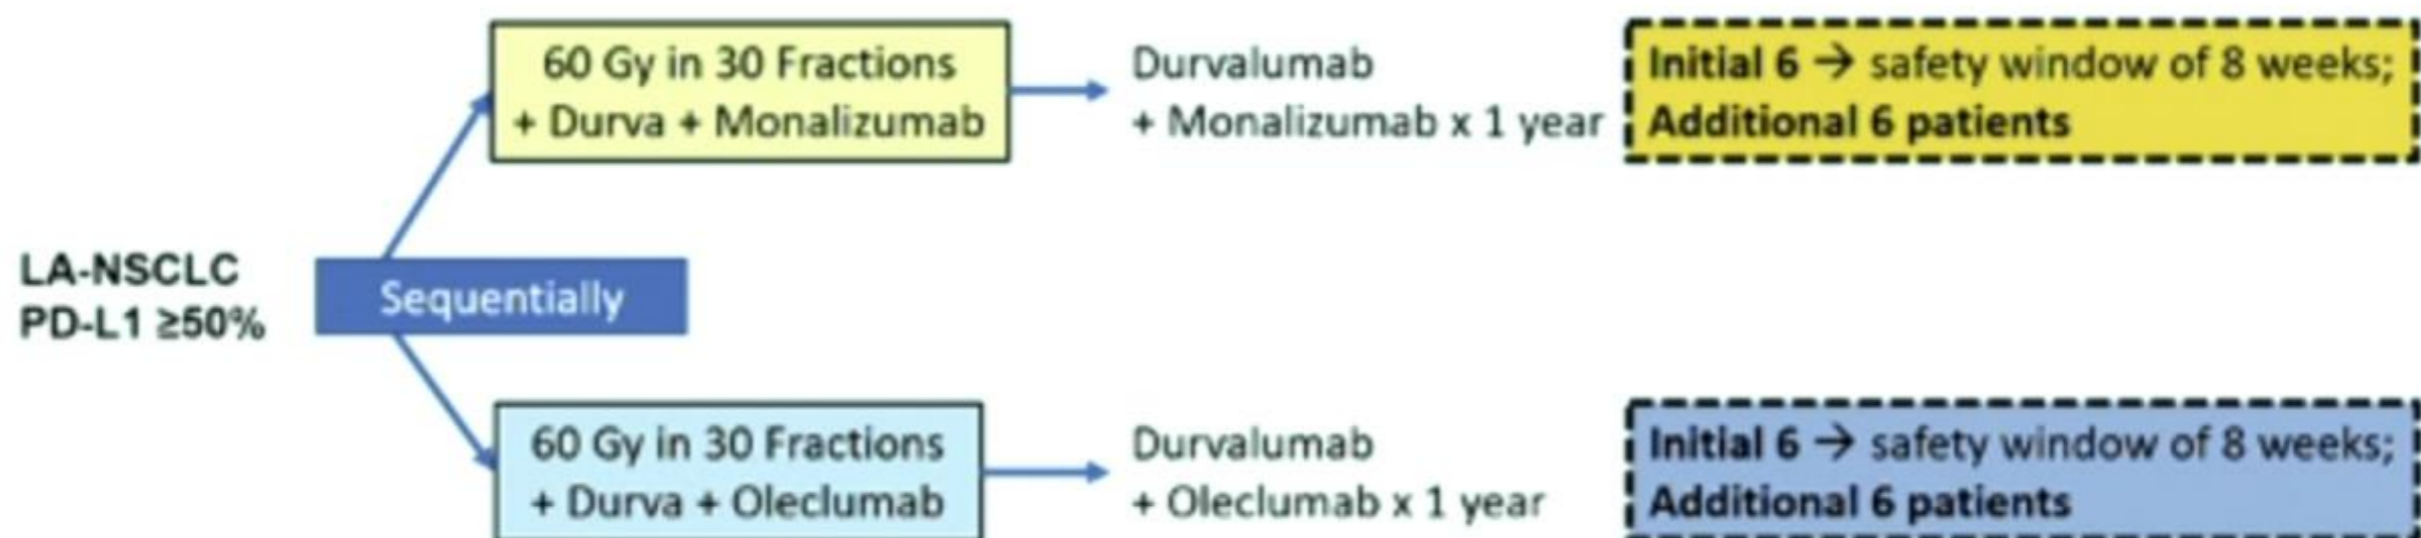 60 Gy in 30 Fractions
+ Durva + Monalizumab
Durvalumab
+ Monalizumab x 1 year
Initial 6 → safety window of 8 weeks;
Additional 6 patients
LA-NSCLC
PD-L1 ≥50%
Sequentially
60 Gy in 30 Fractions
+ Durva + Oleclumab
Durvalumab
+ Oleclumab x 1 year
Initial 6 → safety window of 8 weeks;
Additional 6 patients